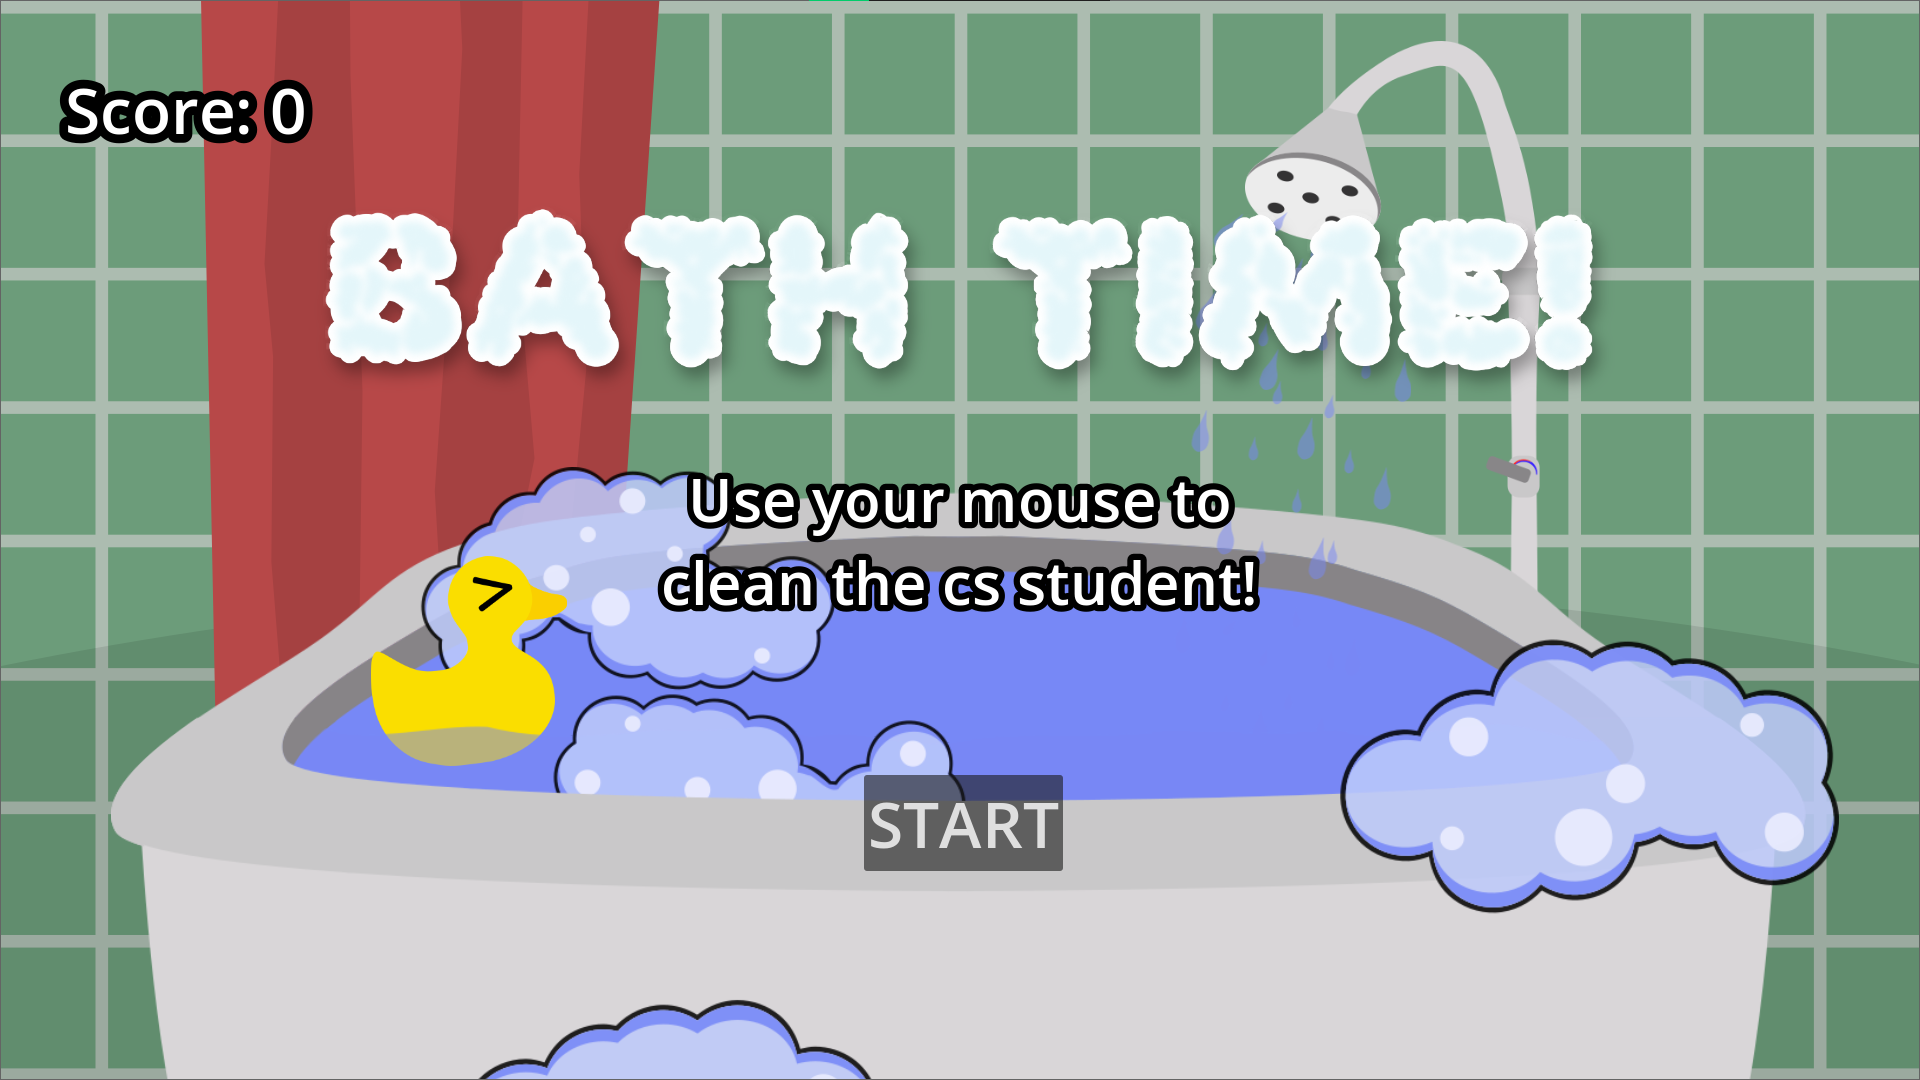 Score: 0
BATH TIME!
Use your mouse to
clean the cs student!
START